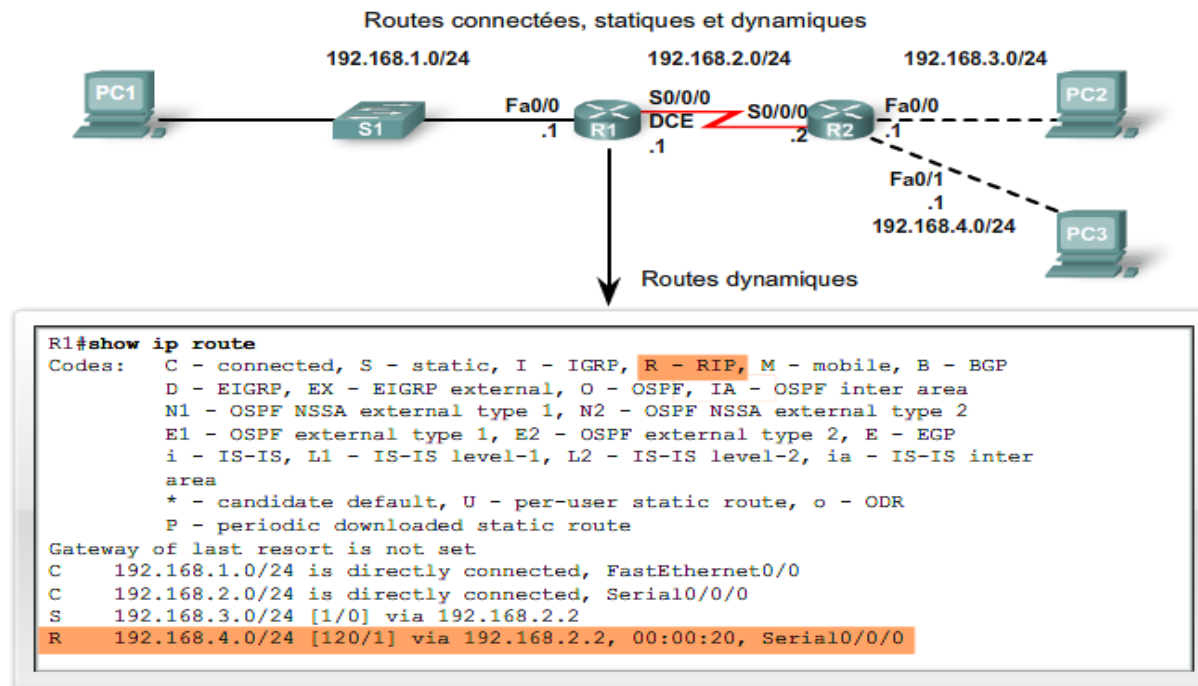 Routes connectées, statiques et dynamiques
192.168.1.0/24
192.168.2.0/24
192.168.3.0/24
PC1
S1
Fa0/0
.1
R1
S0/0/0
DCE
.1
S0/0/0
.2
R2
Fa0/0
.1
PC2
Fa0/1
.1
192.168.4.0/24
PC3
Routes dynamiques
R1#show ip route
Codes: C - connected, S - static, I - IGRP, R - RIP, M - mobile, B - BGP
D - EIGRP, EX - EIGRP external, O - OSPF, IA - OSPF inter area
N1 - OSPF NSSA external type 1, N2 - OSPF NSSA external type 2
E1 - OSPF external type 1, E2 - OSPF external type 2, E - EGP
i - IS-IS, L1 - IS-IS level-1, L2 - IS-IS level-2, ia - IS-IS inter
area
* - candidate default, U - per-user static route, o - ODR
P - periodic downloaded static route
Gateway of last resort is not set
C 192.168.1.0/24 is directly connected, FastEthernet0/0
C 192.168.2.0/24 is directly connected, Serial0/0/0
S 192.168.3.0/24 [1/0] via 192.168.2.2
R 192.168.4.0/24 [120/1] via 192.168.2.2, 00:00:20, Serial0/0/0